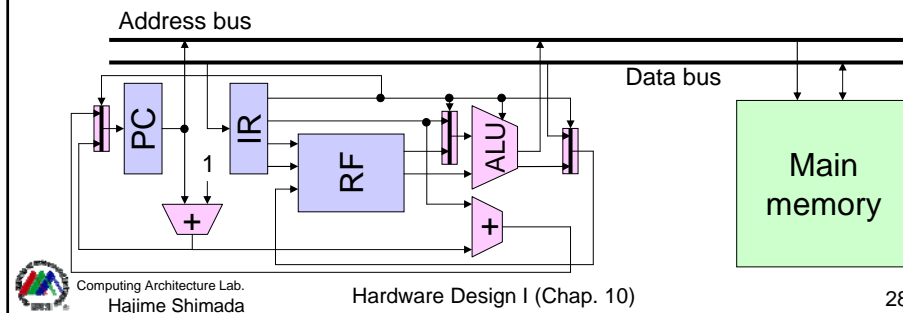 Address bus
Data bus
PC
IR
RF
ALU
1
+
+
Main
memory
Computing Architecture Lab.
Hajime Shimada
Hardware Design I (Chap. 10)
28